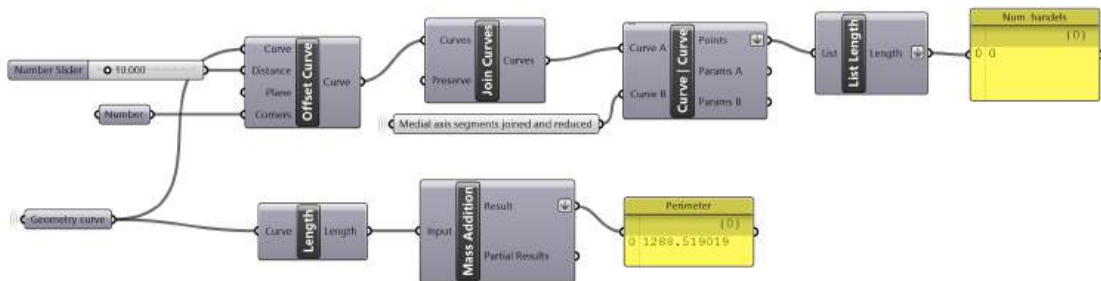 Number Slider
10.000
Number
Geometry curve
Curve
Distance
Plane
Corners
Offset Curve
Curve
Curves
Preserve
Join Curves
Curves
Medial axis segments joined and reduced
Curve A
Curve B
Curve | Curve
Points
Params A
Params B
List
List Length
Length
Num. handels
{0}
0 0
Curve
Length
Length
Input
Mass Addition
Result
Partial Results
Perimeter
{0}
0 1288.519019